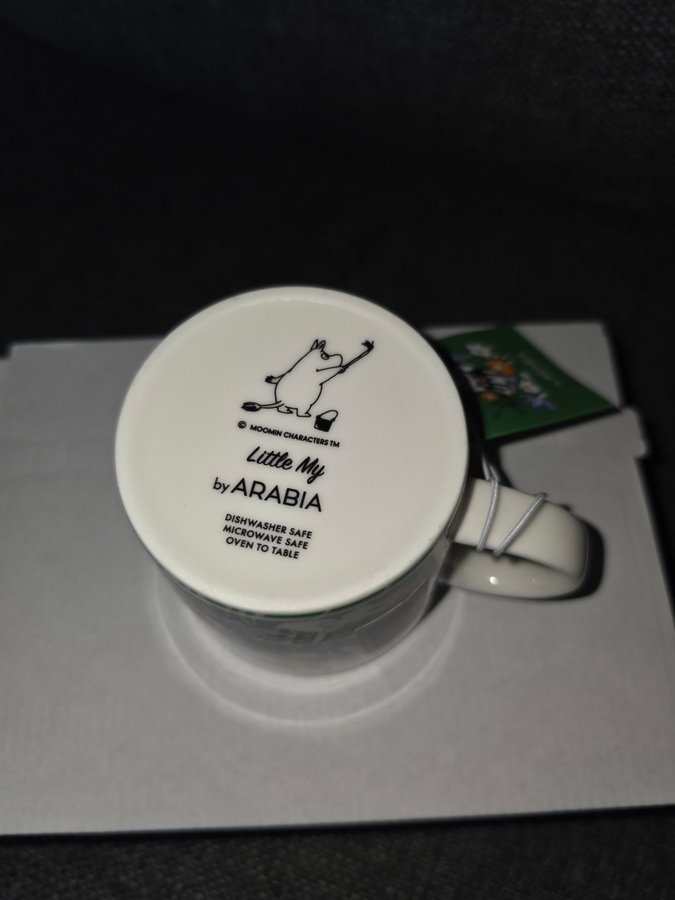 © MOOMIN CHARACTERS TM
Little My
by ARABIA
DISHWASHER SAFE
MICROWAVE SAFE
OVEN TO TABLE